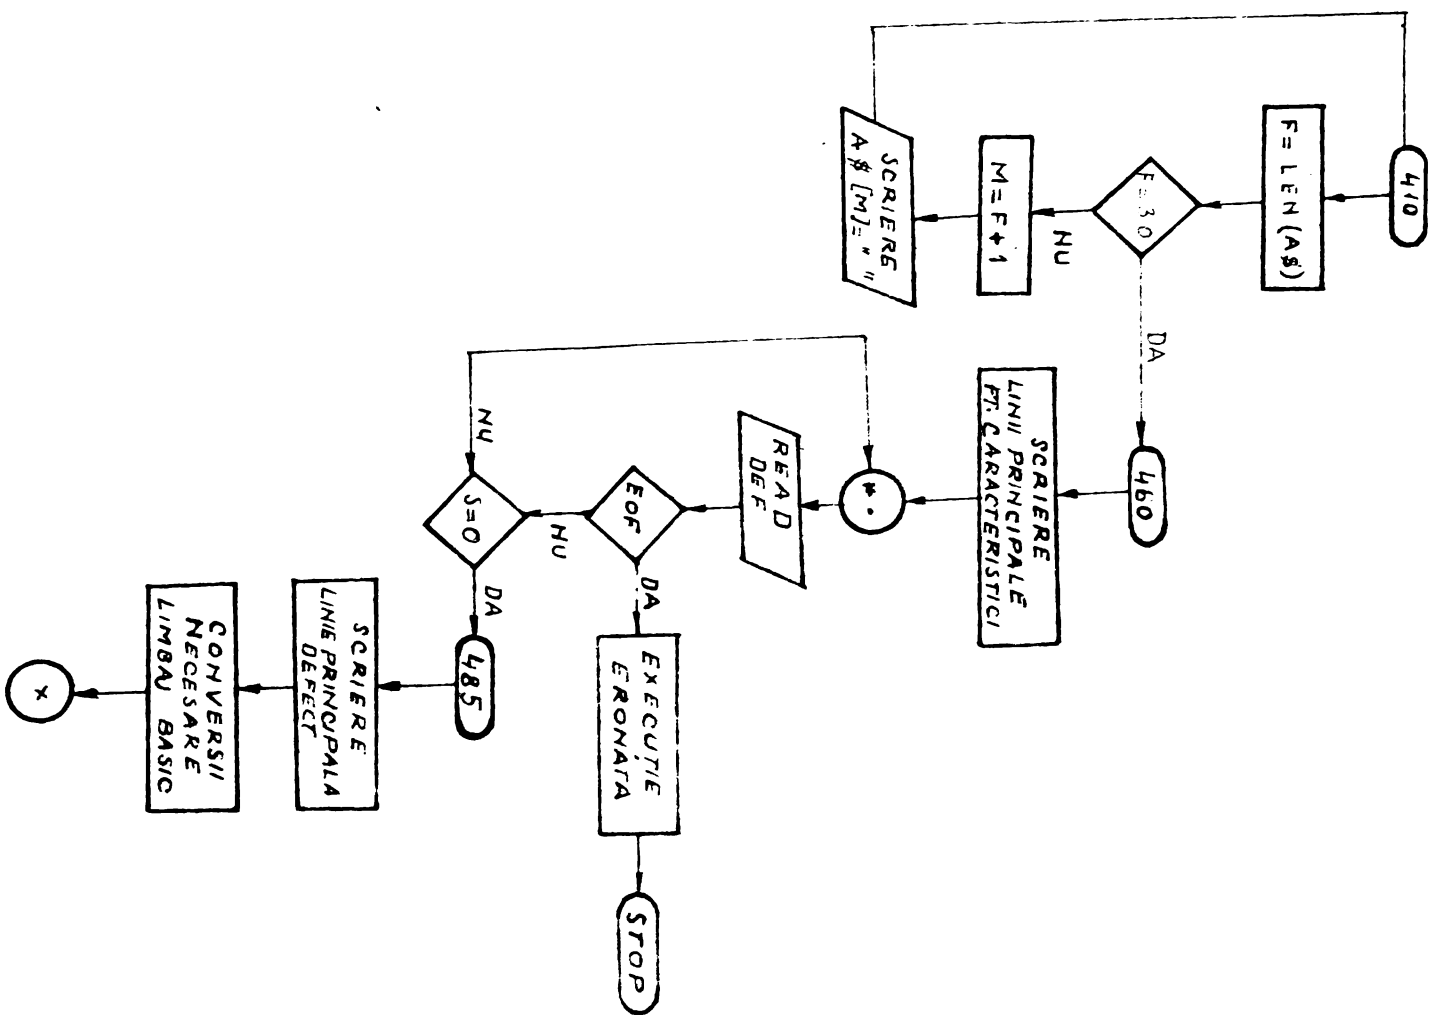 410
F= LEN(A$)
F=30
NU
DA
M=F+1
SCRIERE
A$[M]=" "
460
SCRIERE
LINII PRINCIPALE
FT. CARACTERISTICI
**.
READ
DEF
EOF
NU
DA
EXECUȚIE
ERONATA
STOP
S=0
NU
DA
485
SCRIERE
LINIE PRINCIPALA
DEFECT
CONVERSII
NECESARE
LIMBAJ BASIC
x